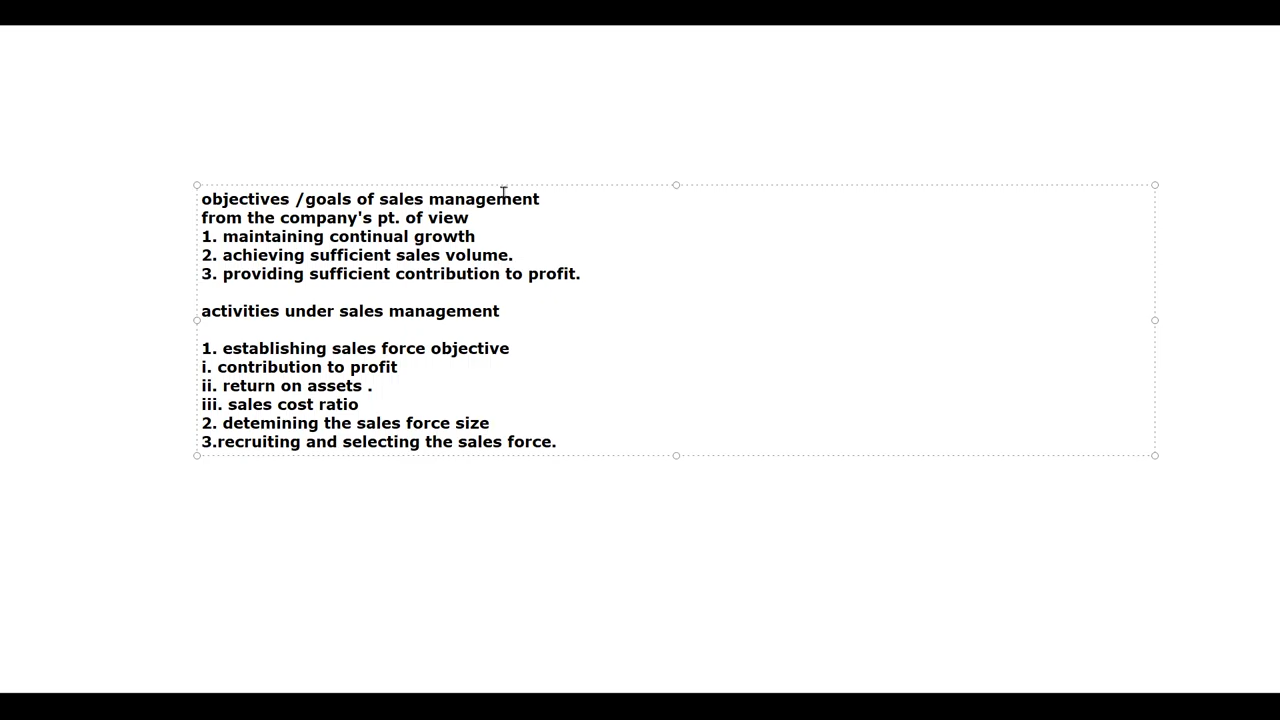 objectives /goals of sales management
from the company's pt. of view
1. maintaining continual growth
2. achieving sufficient sales volume.
3. providing sufficient contribution to profit.
activities under sales management
1. establishing sales force objective
i. contribution to profit
ii. return on assets .
iii. sales cost ratio
2. detemining the sales force size
3.recruiting and selecting the sales force.